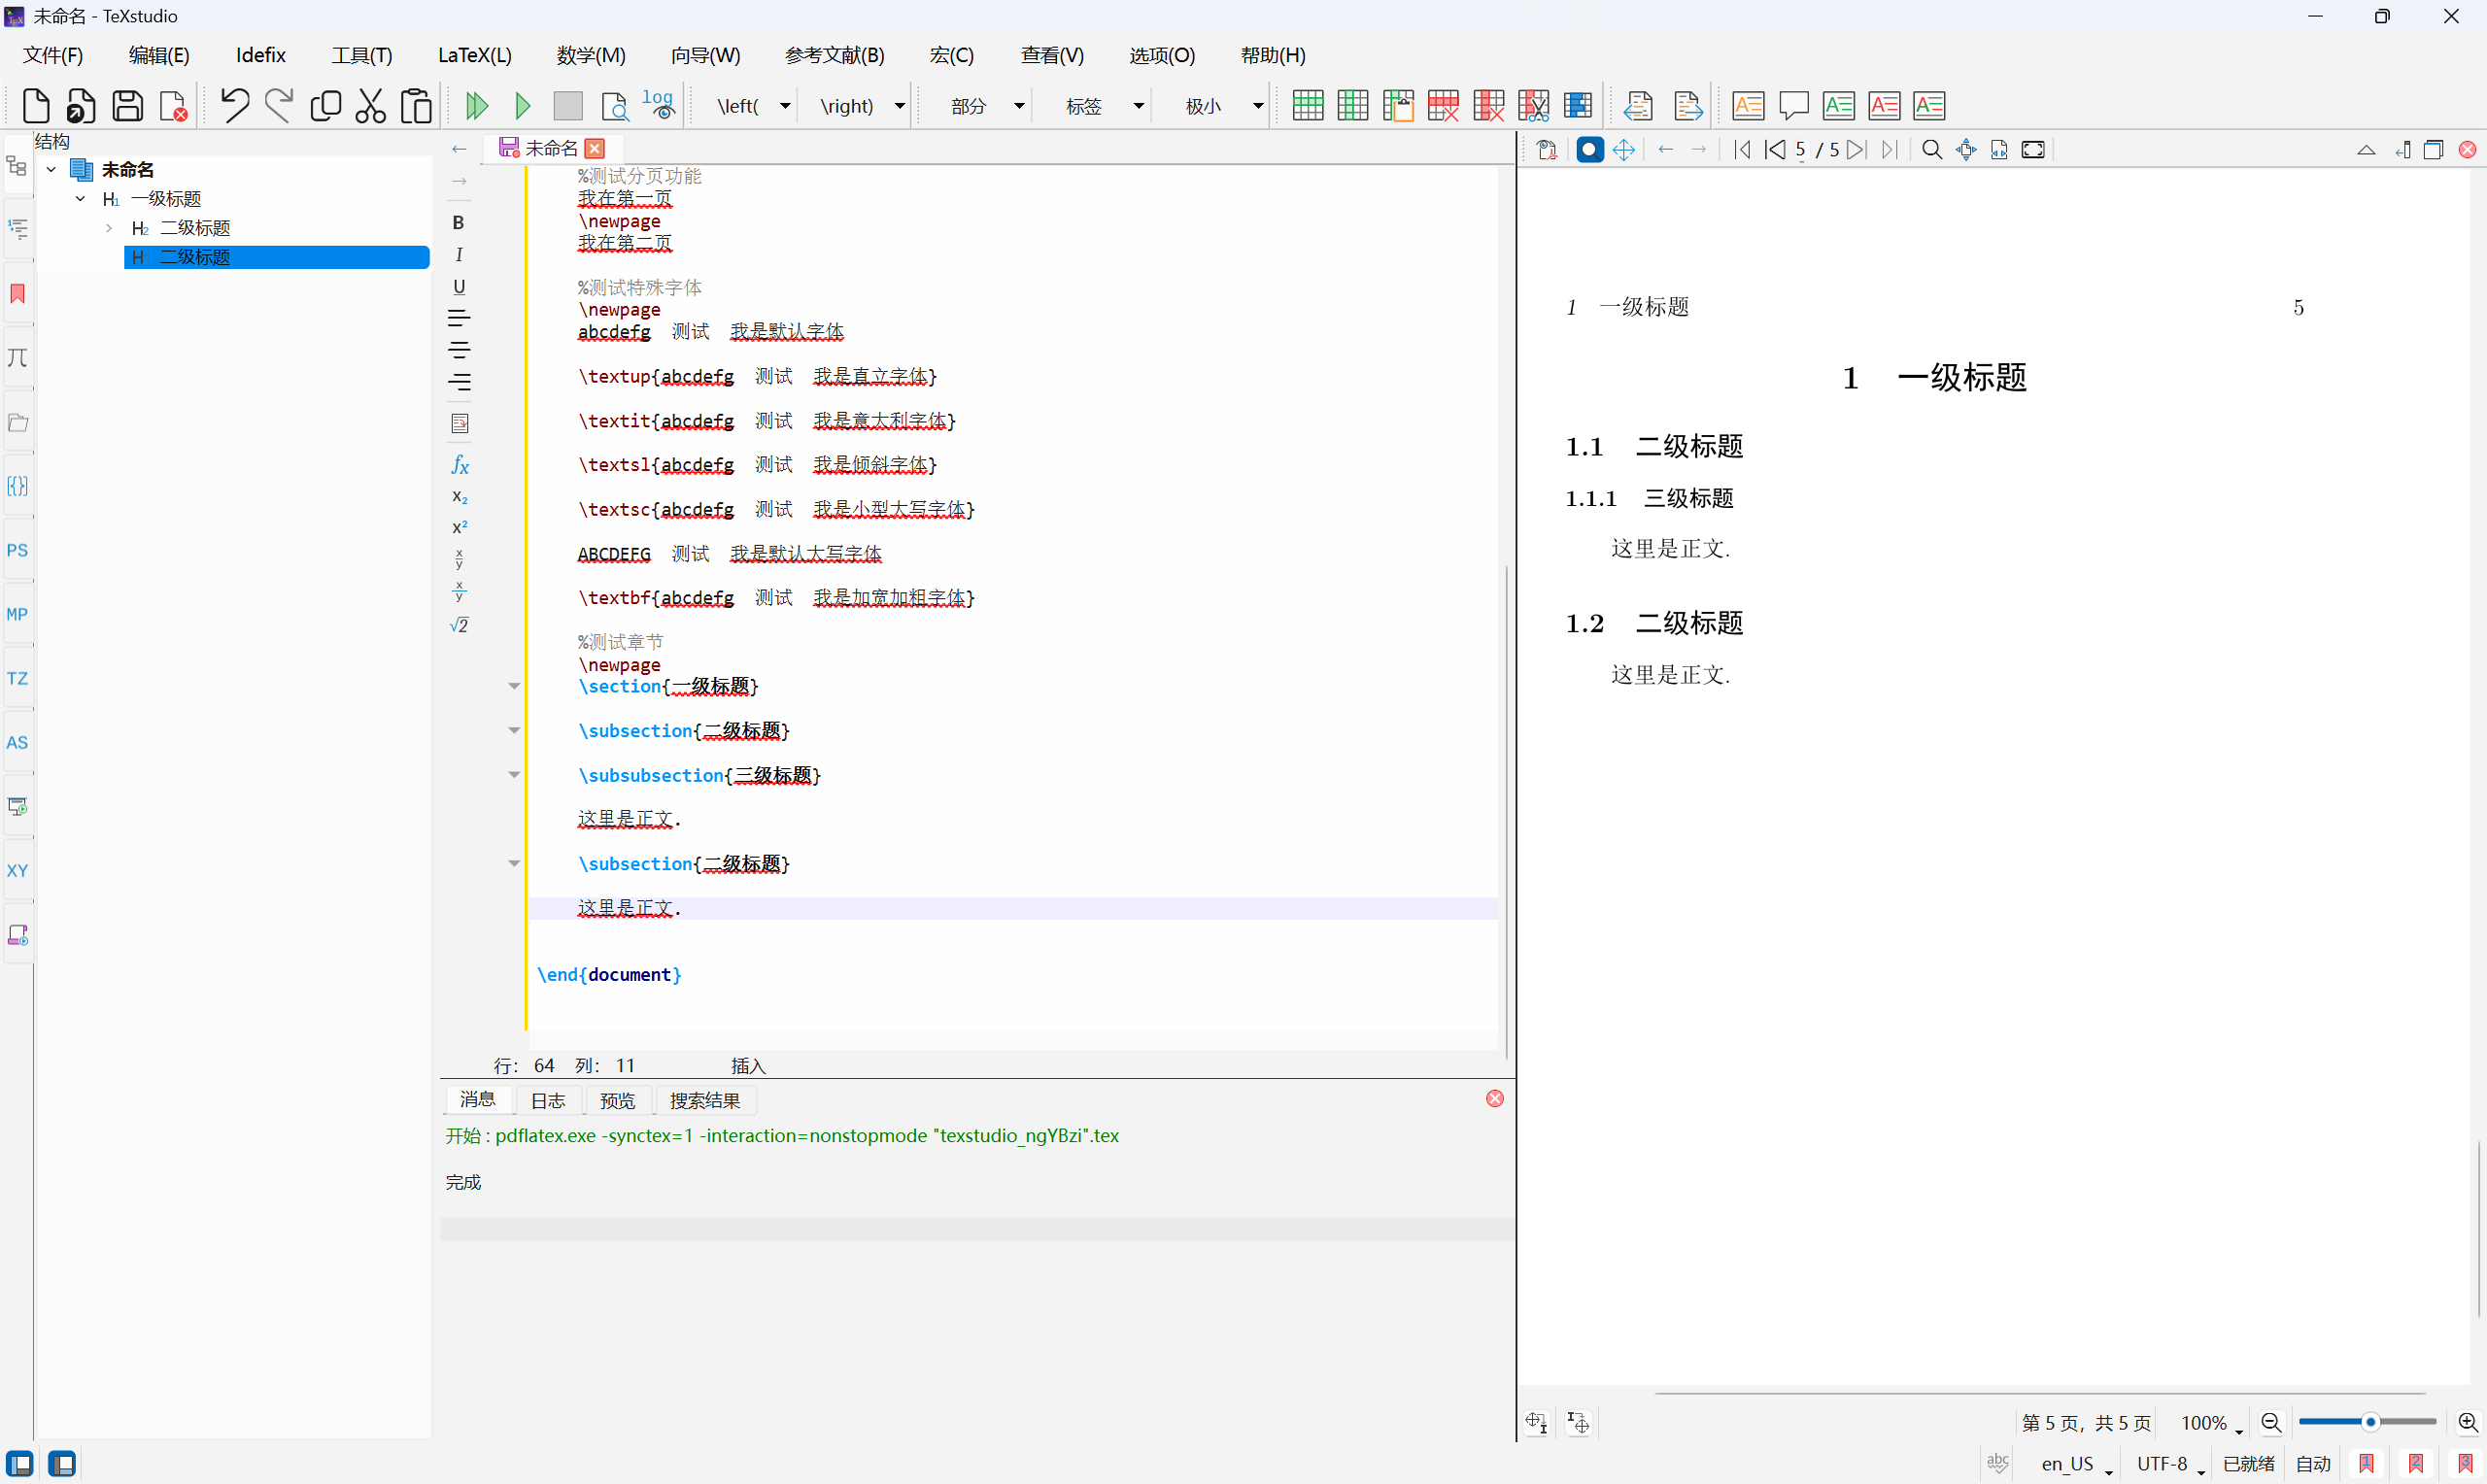 未命名 - TeXstudio
文件(F) 编辑(E) Idefix 工具(T) LaTeX(L) 数学(M) 向导(W) 参考文献(B) 宏(C) 查看(V) 选项(O) 帮助(H)
log \left( \right) 部分 标签 极小
结构
未命名
H1 一级标题
H2 二级标题
H 二级标题
PS
MP
TZ
AS
XY
未命名
B
I
U
%测试分页功能
我在第一页
\newpage
我在第二页
%测试特殊字体
\newpage
abcdefg 测试 我是默认字体
\textup{abcdefg 测试 我是直立字体}
\textit{abcdefg 测试 我是意大利字体}
\textsl{abcdefg 测试 我是倾斜字体}
\textsc{abcdefg 测试 我是小型大写字体}
ABCDEFG 测试 我是默认大写字体
\textbf{abcdefg 测试 我是加宽加粗字体}
%测试章节
\newpage
\section{一级标题}
\subsection{二级标题}
\subsubsection{三级标题}
这里是正文.
\subsection{二级标题}
这里是正文.
\end{document}
行: 64 列: 11 插入
消息 日志 预览 搜索结果
开始 : pdflatex.exe -synctex=1 -interaction=nonstopmode "texstudio_ngYBzi".tex
完成
5 / 5
1 一级标题 5
1 一级标题
1.1 二级标题
1.1.1 三级标题
这里是正文.
1.2 二级标题
这里是正文.
第 5 页, 共 5 页 100%
abc en_US UTF-8 已就绪 自动 1 2 3